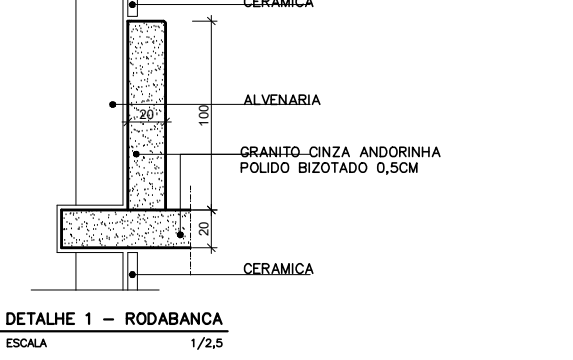 CERAMICA
ALVENARIA
20
100
GRANITO CINZA ANDORINHA
POLIDO BIZOTADO 0,5CM
20
CERAMICA
DETALHE 1 - RODABANCA
ESCALA 1/2,5